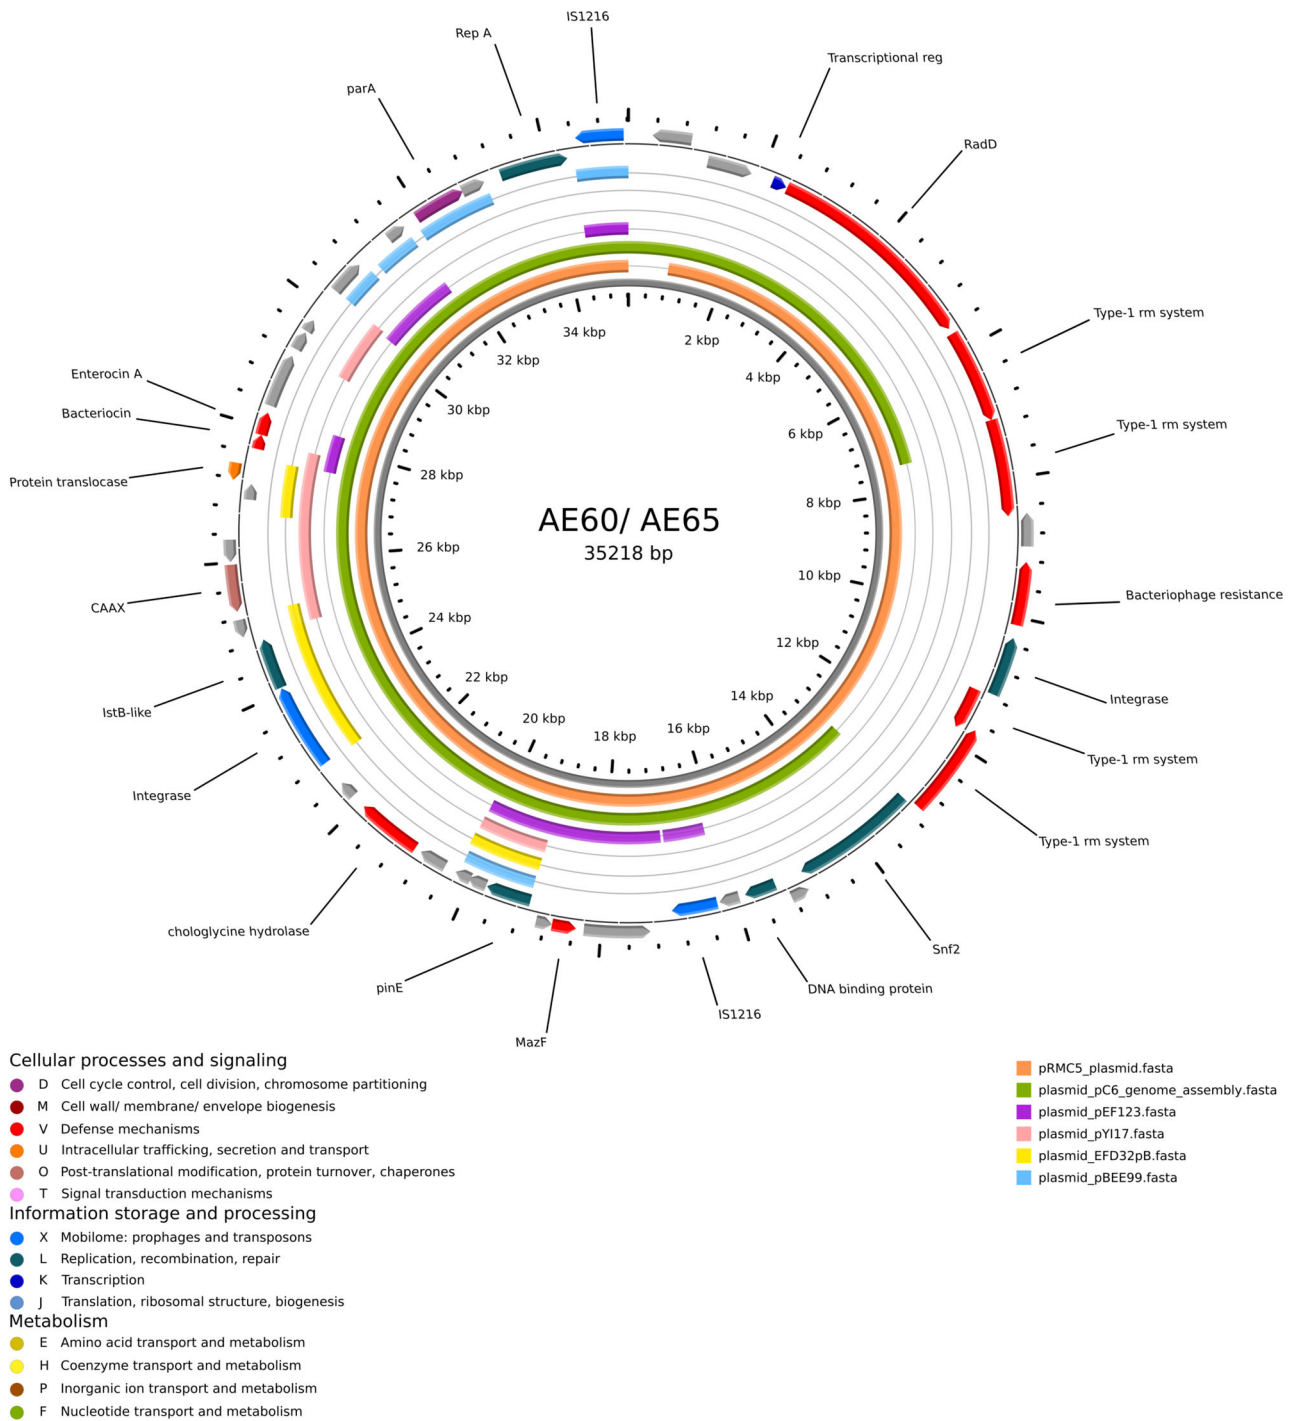 IS1216
Rep A
Transcriptional reg
parA
RadD
Type-1 rm system
34 kbp
2 kbp
32 kbp
4 kbp
Enterocin A
30 kbp
Bacteriocin
6 kbp
Type-1 rm system
Protein translocase
28 kbp
8 kbp
AE60/ AE65
35218 bp
26 kbp
10 kbp
CAAX
Bacteriophage resistance
24 kbp
12 kbp
22 kbp
14 kbp
Integrase
IstB-like
20 kbp
18 kbp
16 kbp
Type-1 rm system
Integrase
Type-1 rm system
chologlycine hydrolase
Snf2
pinE
DNA binding protein
IS1216
MazF
Cellular processes and signaling
D Cell cycle control, cell division, chromosome partitioning
M Cell wall/ membrane/ envelope biogenesis
V Defense mechanisms
U Intracellular trafficking, secretion and transport
O Post-translational modification, protein turnover, chaperones
T Signal transduction mechanisms
Information storage and processing
X Mobilome: prophages and transposons
L Replication, recombination, repair
K Transcription
J Translation, ribosomal structure, biogenesis
Metabolism
E Amino acid transport and metabolism
H Coenzyme transport and metabolism
P Inorganic ion transport and metabolism
F Nucleotide transport and metabolism
pRMC5_plasmid.fasta
plasmid_pC6_genome_assembly.fasta
plasmid_pEF123.fasta
plasmid_pYI17.fasta
plasmid_EFD32pB.fasta
plasmid_pBEE99.fasta